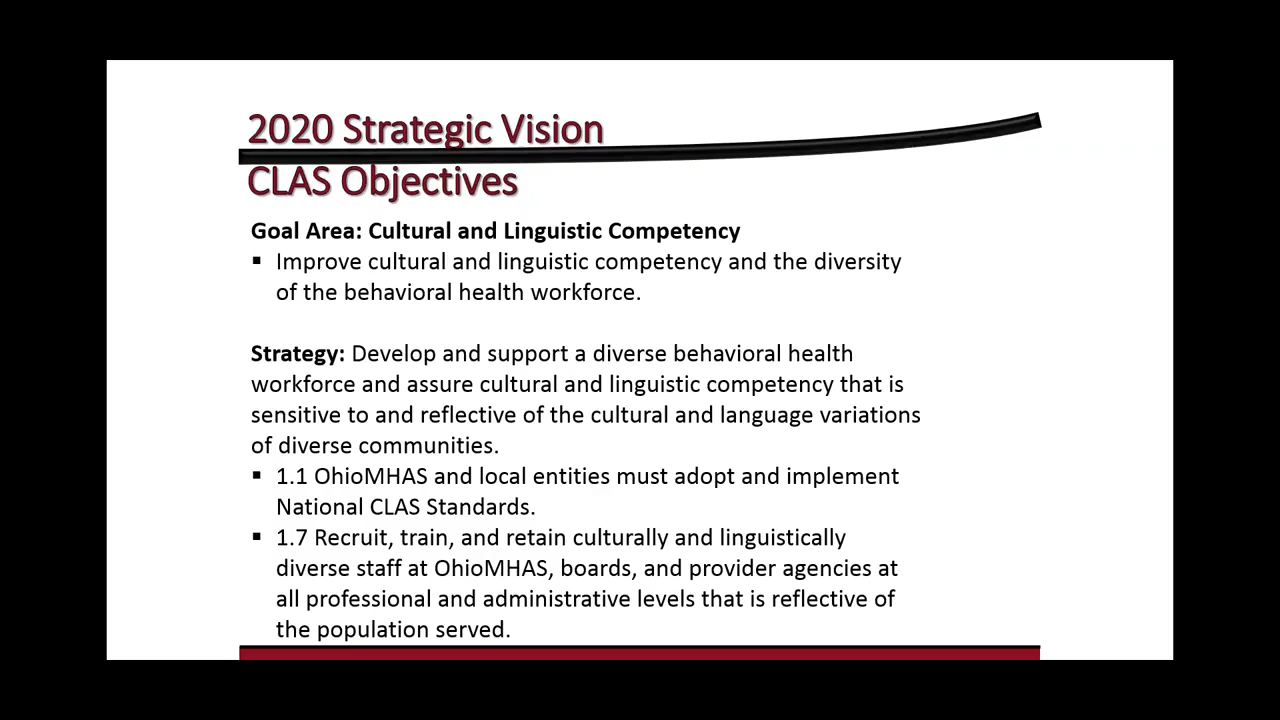 2020 Strategic Vision
CLAS Objectives
Goal Area: Cultural and Linguistic Competency
▪ Improve cultural and linguistic competency and the diversity
of the behavioral health workforce.
Strategy: Develop and support a diverse behavioral health
workforce and assure cultural and linguistic competency that is
sensitive to and reflective of the cultural and language variations
of diverse communities.
▪ 1.1 OhioMHAS and local entities must adopt and implement
National CLAS Standards.
▪ 1.7 Recruit, train, and retain culturally and linguistically
diverse staff at OhioMHAS, boards, and provider agencies at
all professional and administrative levels that is reflective of
the population served.